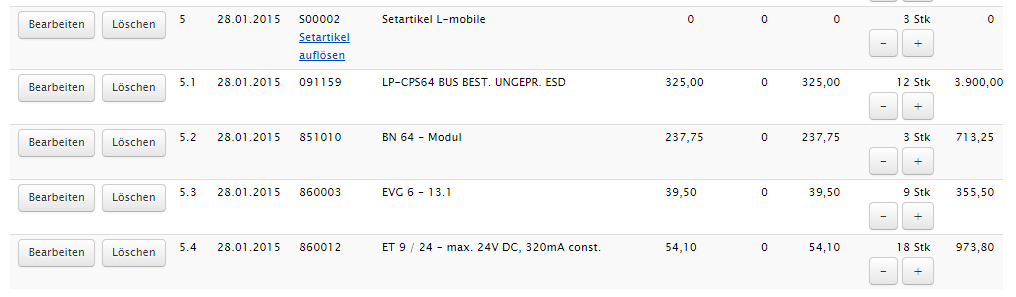 Bearbeiten Löschen 5 28.01.2015 S00002 Setartikel L-mobile 0 0 0 3 Stk 0
Setartikel
auflösen
- +
Bearbeiten Löschen 5.1 28.01.2015 091159 LP-CPS64 BUS BEST. UNGEPR. ESD 325,00 0 325,00 12 Stk 3.900,00
- +
Bearbeiten Löschen 5.2 28.01.2015 851010 BN 64 - Modul 237,75 0 237,75 3 Stk 713,25
- +
Bearbeiten Löschen 5.3 28.01.2015 860003 EVG 6 - 13.1 39,50 0 39,50 9 Stk 355,50
- +
Bearbeiten Löschen 5.4 28.01.2015 860012 ET 9 / 24 - max. 24V DC, 320mA const. 54,10 0 54,10 18 Stk 973,80
- +